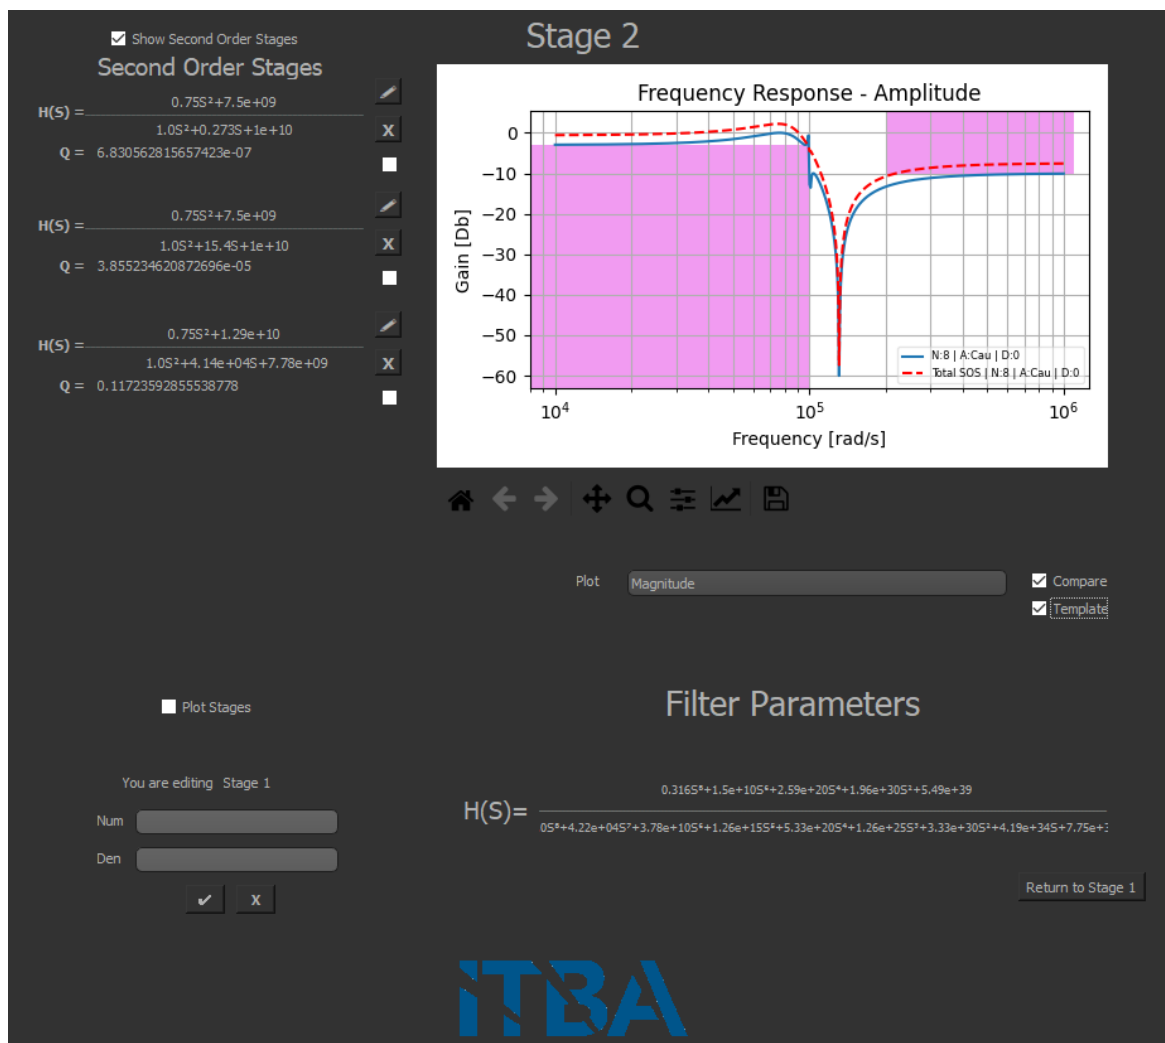 Show Second Order Stages
Second Order Stages
H(S) =
0.75S²+7.5e+09
1.0S²+0.273S+1e+10
Q = 6.830562815657423e-07
X
H(S) =
0.75S²+7.5e+09
1.0S²+15.4S+1e+10
Q = 3.855234620872696e-05
X
H(S) =
0.75S²+1.29e+10
1.0S²+4.14e+04S+7.78e+09
Q = 0.11723592855538778
X
Stage 2
Frequency Response - Amplitude
Gain [Db]
0
−10
−20
−30
−40
−50
−60
N:8 | A:Cau | D:0
Total SOS | N:8 | A:Cau | D:0
10⁴ 10⁵ 10⁶
Frequency [rad/s]
Plot Magnitude
Compare
Template
Plot Stages
You are editing Stage 1
Num
Den
X
Filter Parameters
H(S)=
0.316S⁸+1.5e+10S⁶+2.59e+20S⁴+1.96e+30S²+5.49e+39
0S⁸+4.22e+04S⁷+3.78e+10S⁶+1.26e+15S⁵+5.33e+20S⁴+1.26e+25S³+3.33e+30S²+4.19e+34S+7.75e+3
Return to Stage 1
ITBA